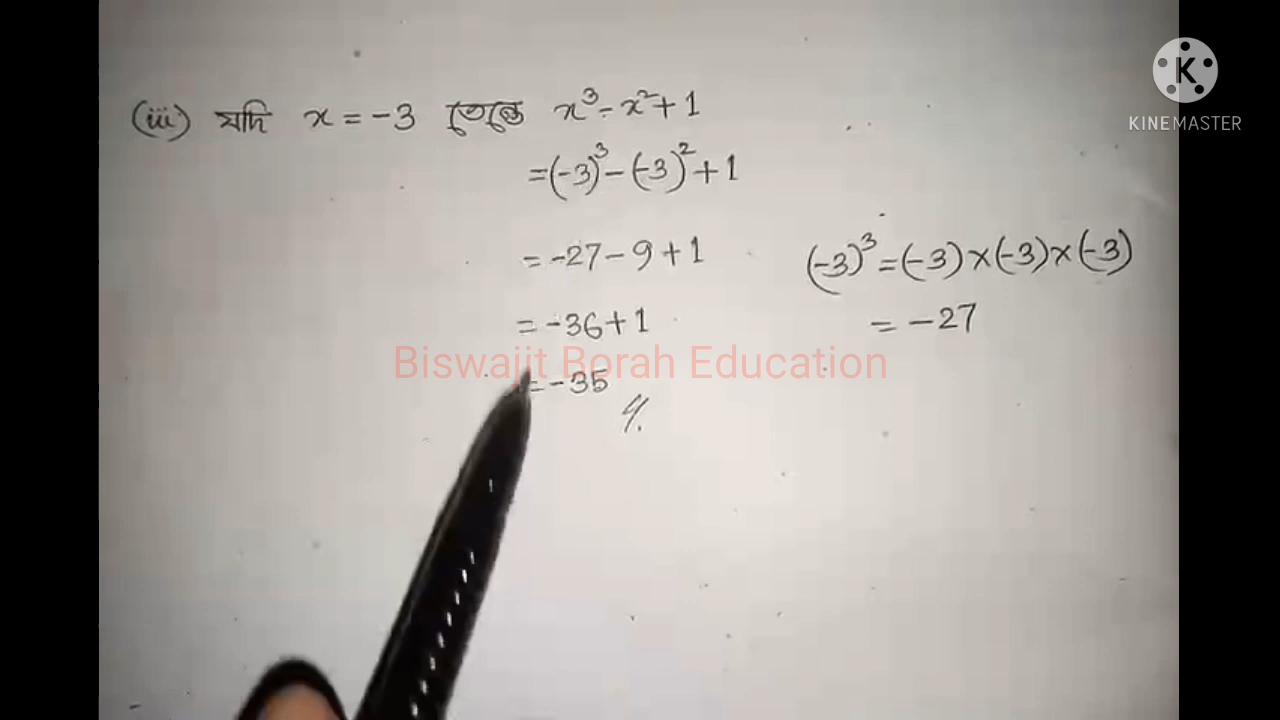 (iii) যদি x = -3 তেন্তে x³ - x² + 1
= (-3)³ - (-3)² + 1
= -27 - 9 + 1
= -36 + 1
= -35
(-3)³ = (-3) × (-3) × (-3)
= -27
Biswajit Borah Education
K
KINEMASTER